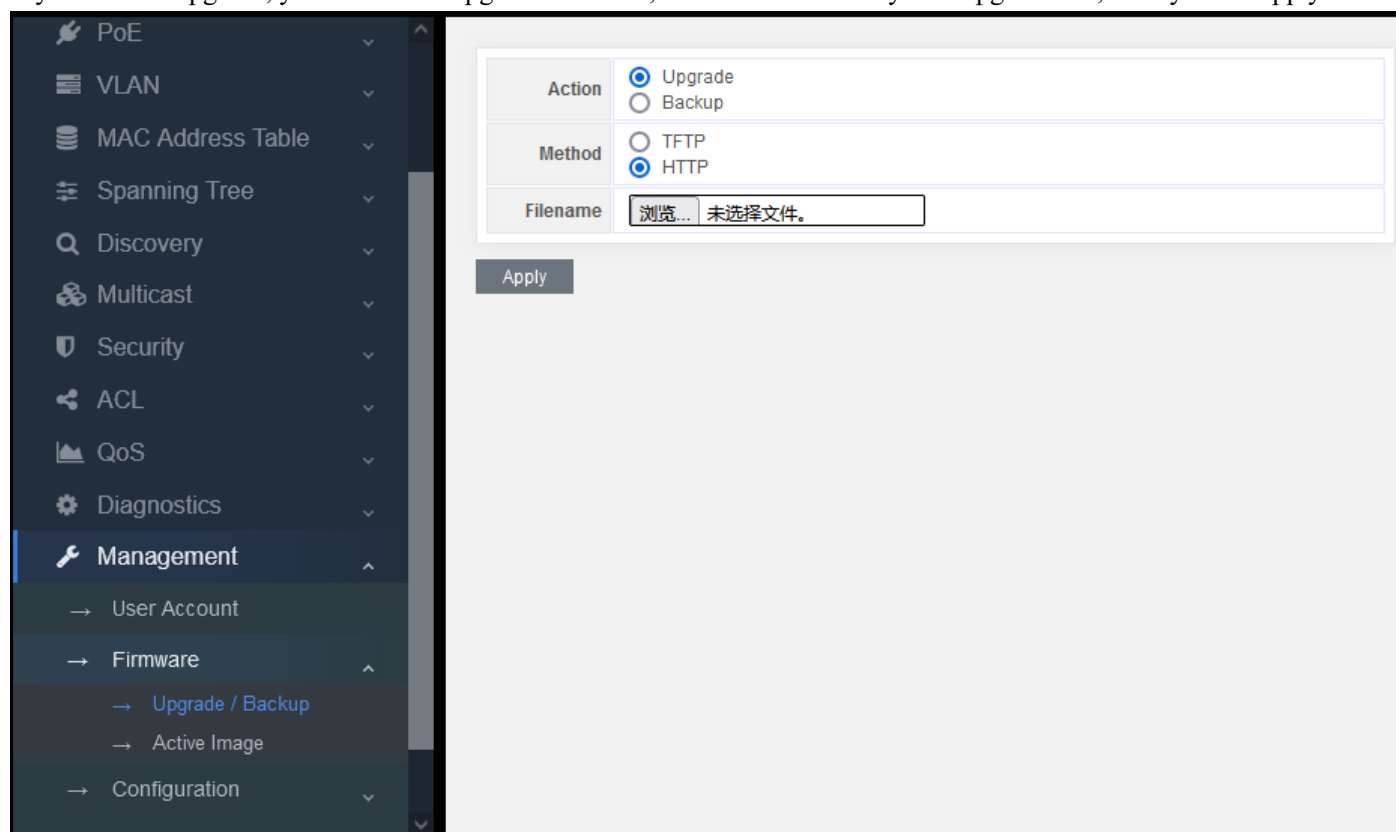 PoE
VLAN
MAC Address Table
Spanning Tree
Discovery
Multicast
Security
ACL
QoS
Diagnostics
Management
→ User Account
→ Firmware
→ Upgrade / Backup
→ Active Image
→ Configuration
Action
Upgrade
Backup
Method
TFTP
HTTP
Filename
浏览... 未选择文件。
Apply